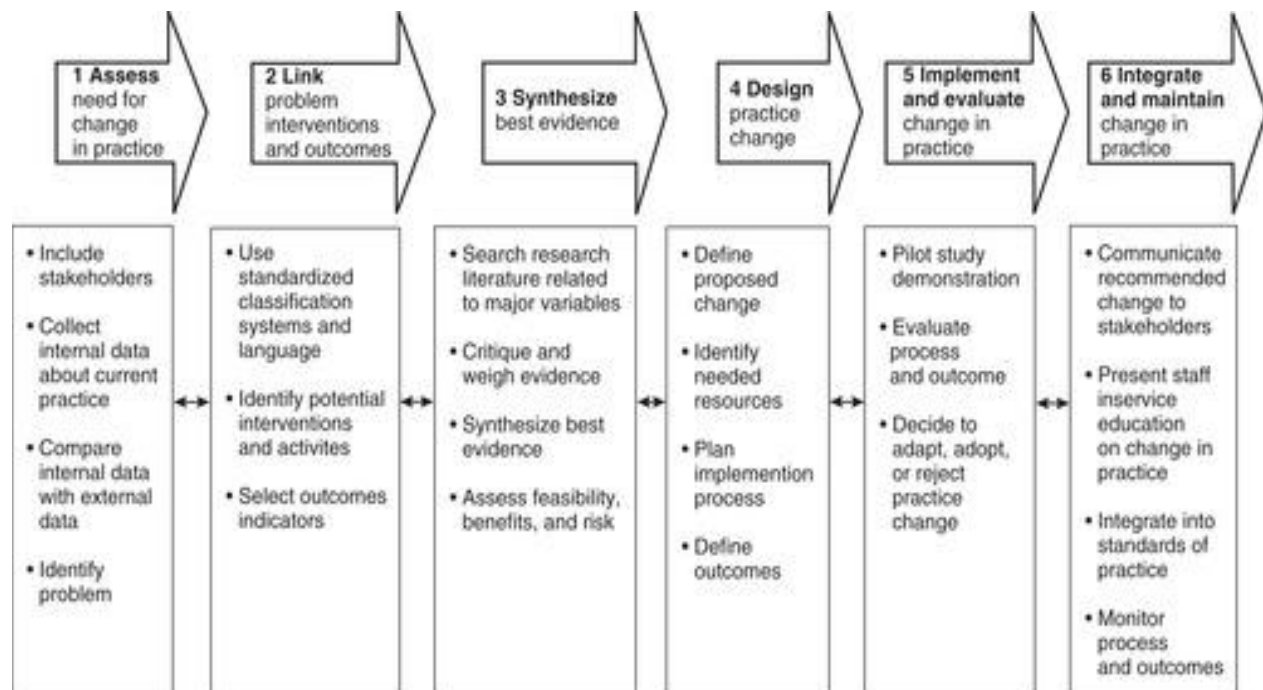 1 Assess
need for
change
in practice
2 Link
problem
interventions
and outcomes
3 Synthesize
best evidence
4 Design
practice
change
5 Implement
and evaluate
change in
practice
6 Integrate
and maintain
change in
practice
• Include
stakeholders
• Collect
internal data
about current
practice
• Compare
internal data
with external
data
• Identify
problem
• Use
standardized
classification
systems and
language
• Identify potential
interventions
and activites
• Select outcomes
indicators
• Search research
literature related
to major variables
• Critique and
weigh evidence
• Synthesize best
evidence
• Assess feasibility,
benefits, and risk
• Define
proposed
change
• Identify
needed
resources
• Plan
implemention
process
• Define
outcomes
• Pilot study
demonstration
• Evaluate
process
and outcome
• Decide to
adapt, adopt,
or reject
practice
change
• Communicate
recommended
change to
stakeholders
• Present staff
inservice
education
on change in
practice
• Integrate into
standards of
practice
• Monitor
process
and outcomes